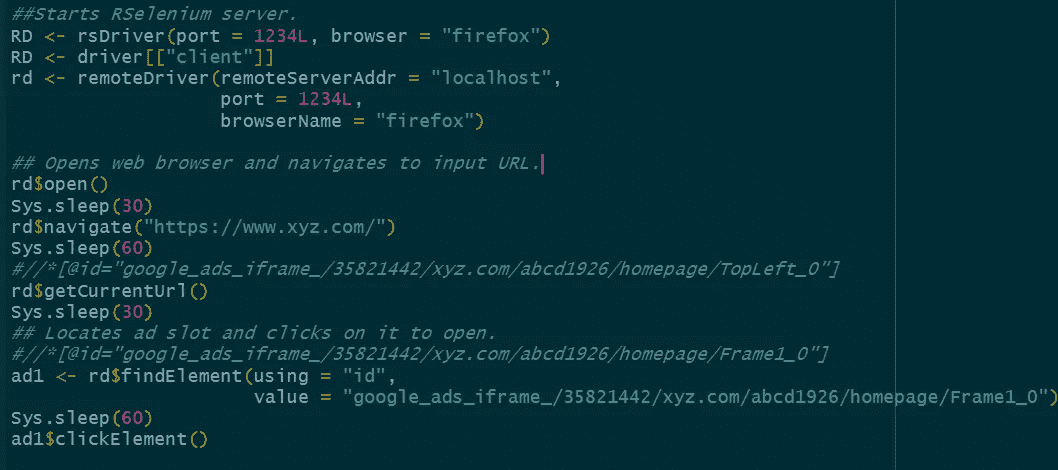 ##Starts RSelenium server.
RD <- rsDriver(port = 1234L, browser = "firefox")
RD <- driver[["client"]]
rd <- remoteDriver(remoteServerAddr = "localhost",
                   port = 1234L,
                   browserName = "firefox")

## Opens web browser and navigates to input URL.
rd$open()
Sys.sleep(30)
rd$navigate("https://www.xyz.com/")
Sys.sleep(60)
#//*[@id="google_ads_iframe_/35821442/xyz.com/abcd1926/homepage/TopLeft_0"]
rd$getCurrentUrl()
Sys.sleep(30)
## Locates ad slot and clicks on it to open.
#//*[@id="google_ads_iframe_/35821442/xyz.com/abcd1926/homepage/Frame1_0"]
ad1 <- rd$findElement(using = "id",
                      value = "google_ads_iframe_/35821442/xyz.com/abcd1926/homepage/Frame1_0")
Sys.sleep(60)
ad1$clickElement()